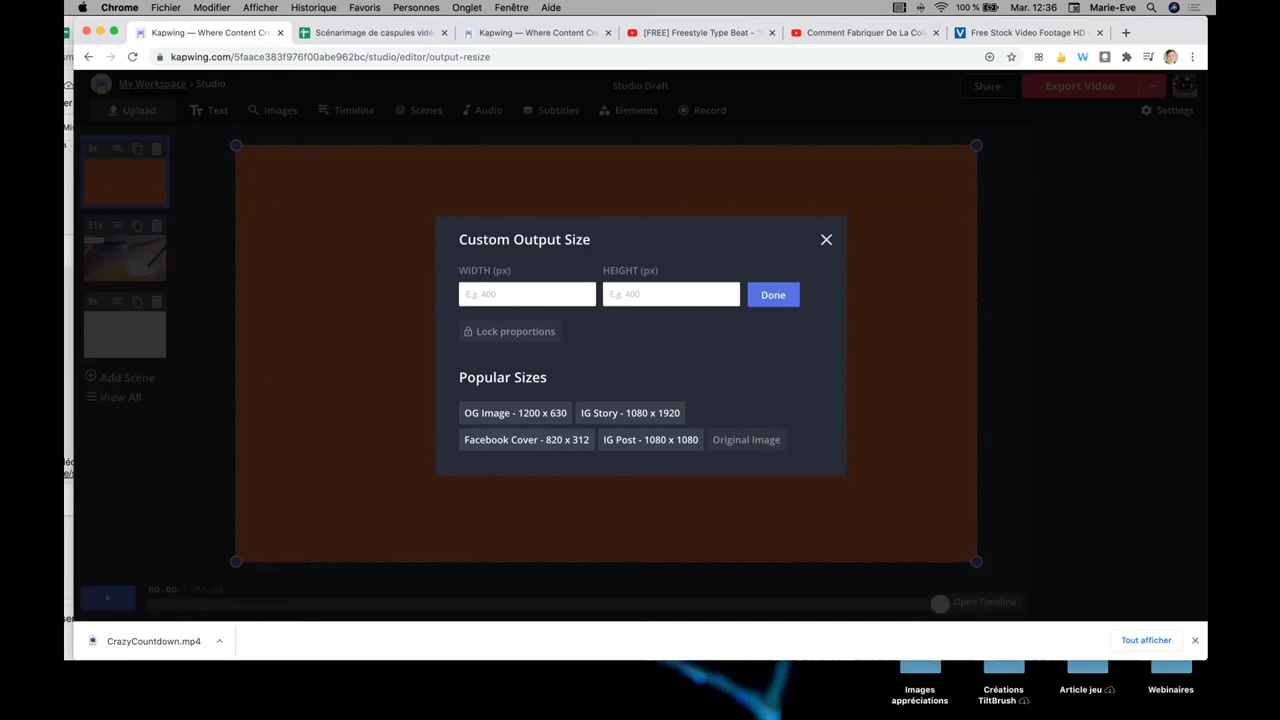 Chrome Fichier Modifier Afficher Historique Favoris Personnes Onglet Fenêtre Aide 100 % Mar. 12:36 Marie-Eve
Kapwing — Where Content Cr Scénarimage de caspules vidé Kapwing — Where Content Cr [FREE] Freestyle Type Beat - Comment Fabriquer De La Co Free Stock Video Footage HD
kapwing.com/5faace383f976f00abe962bc/studio/editor/output-resize
My Workspace › Studio Studio Draft Share Export Video
Upload Text Images Timeline Scenes Audio Subtitles Elements Record Settings
3s
31s
3s
Add Scene
View All
Custom Output Size
WIDTH (px) HEIGHT (px)
E.g. 400 E.g. 400 Done
Lock proportions
Popular Sizes
OG Image - 1200 x 630 IG Story - 1080 x 1920
Facebook Cover - 820 x 312 IG Post - 1080 x 1080 Original Image
Open Timeline
CrazyCountdown.mp4 Tout afficher
Images appréciations
Créations TiltBrush
Article jeu
Webinaires